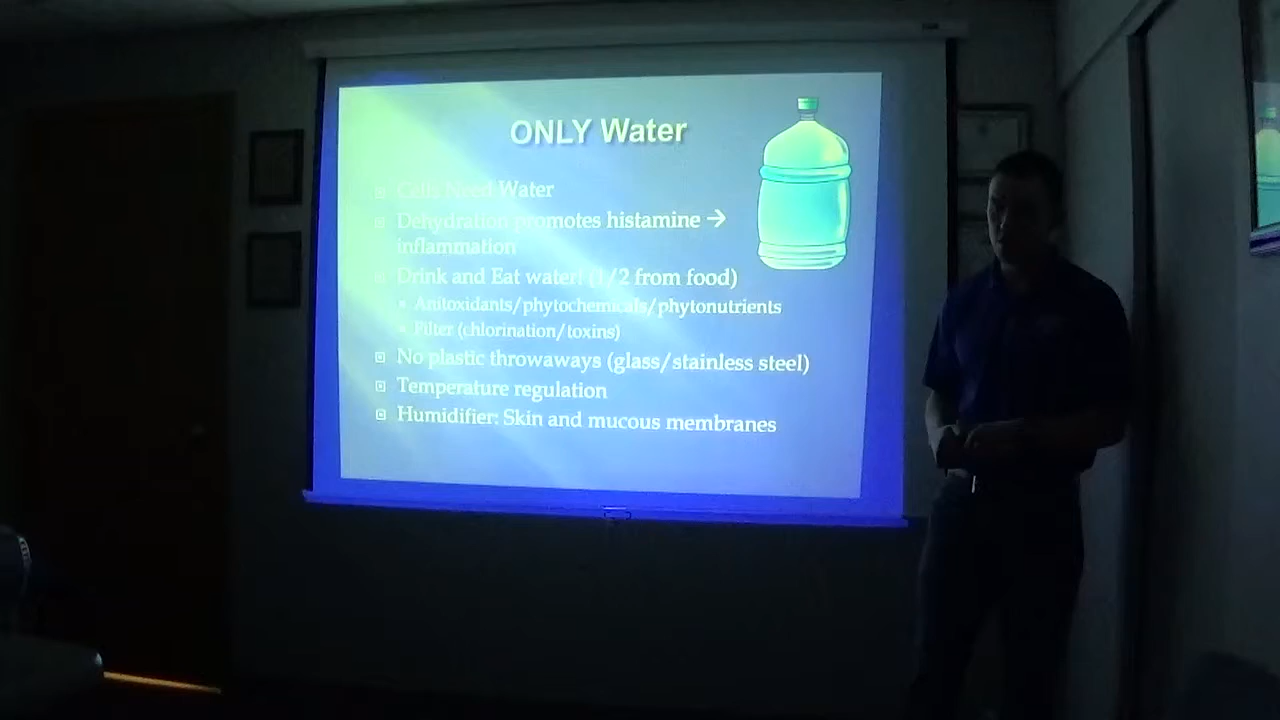 ONLY Water
Cells Need Water
Dehydration promotes histamine →
inflammation
Drink and Eat water! (1/2 from food)
Anitoxidants/phytochemicals/phytonutrients
Filter (chlorination/toxins)
No plastic throwaways (glass/stainless steel)
Temperature regulation
Humidifier: Skin and mucous membranes